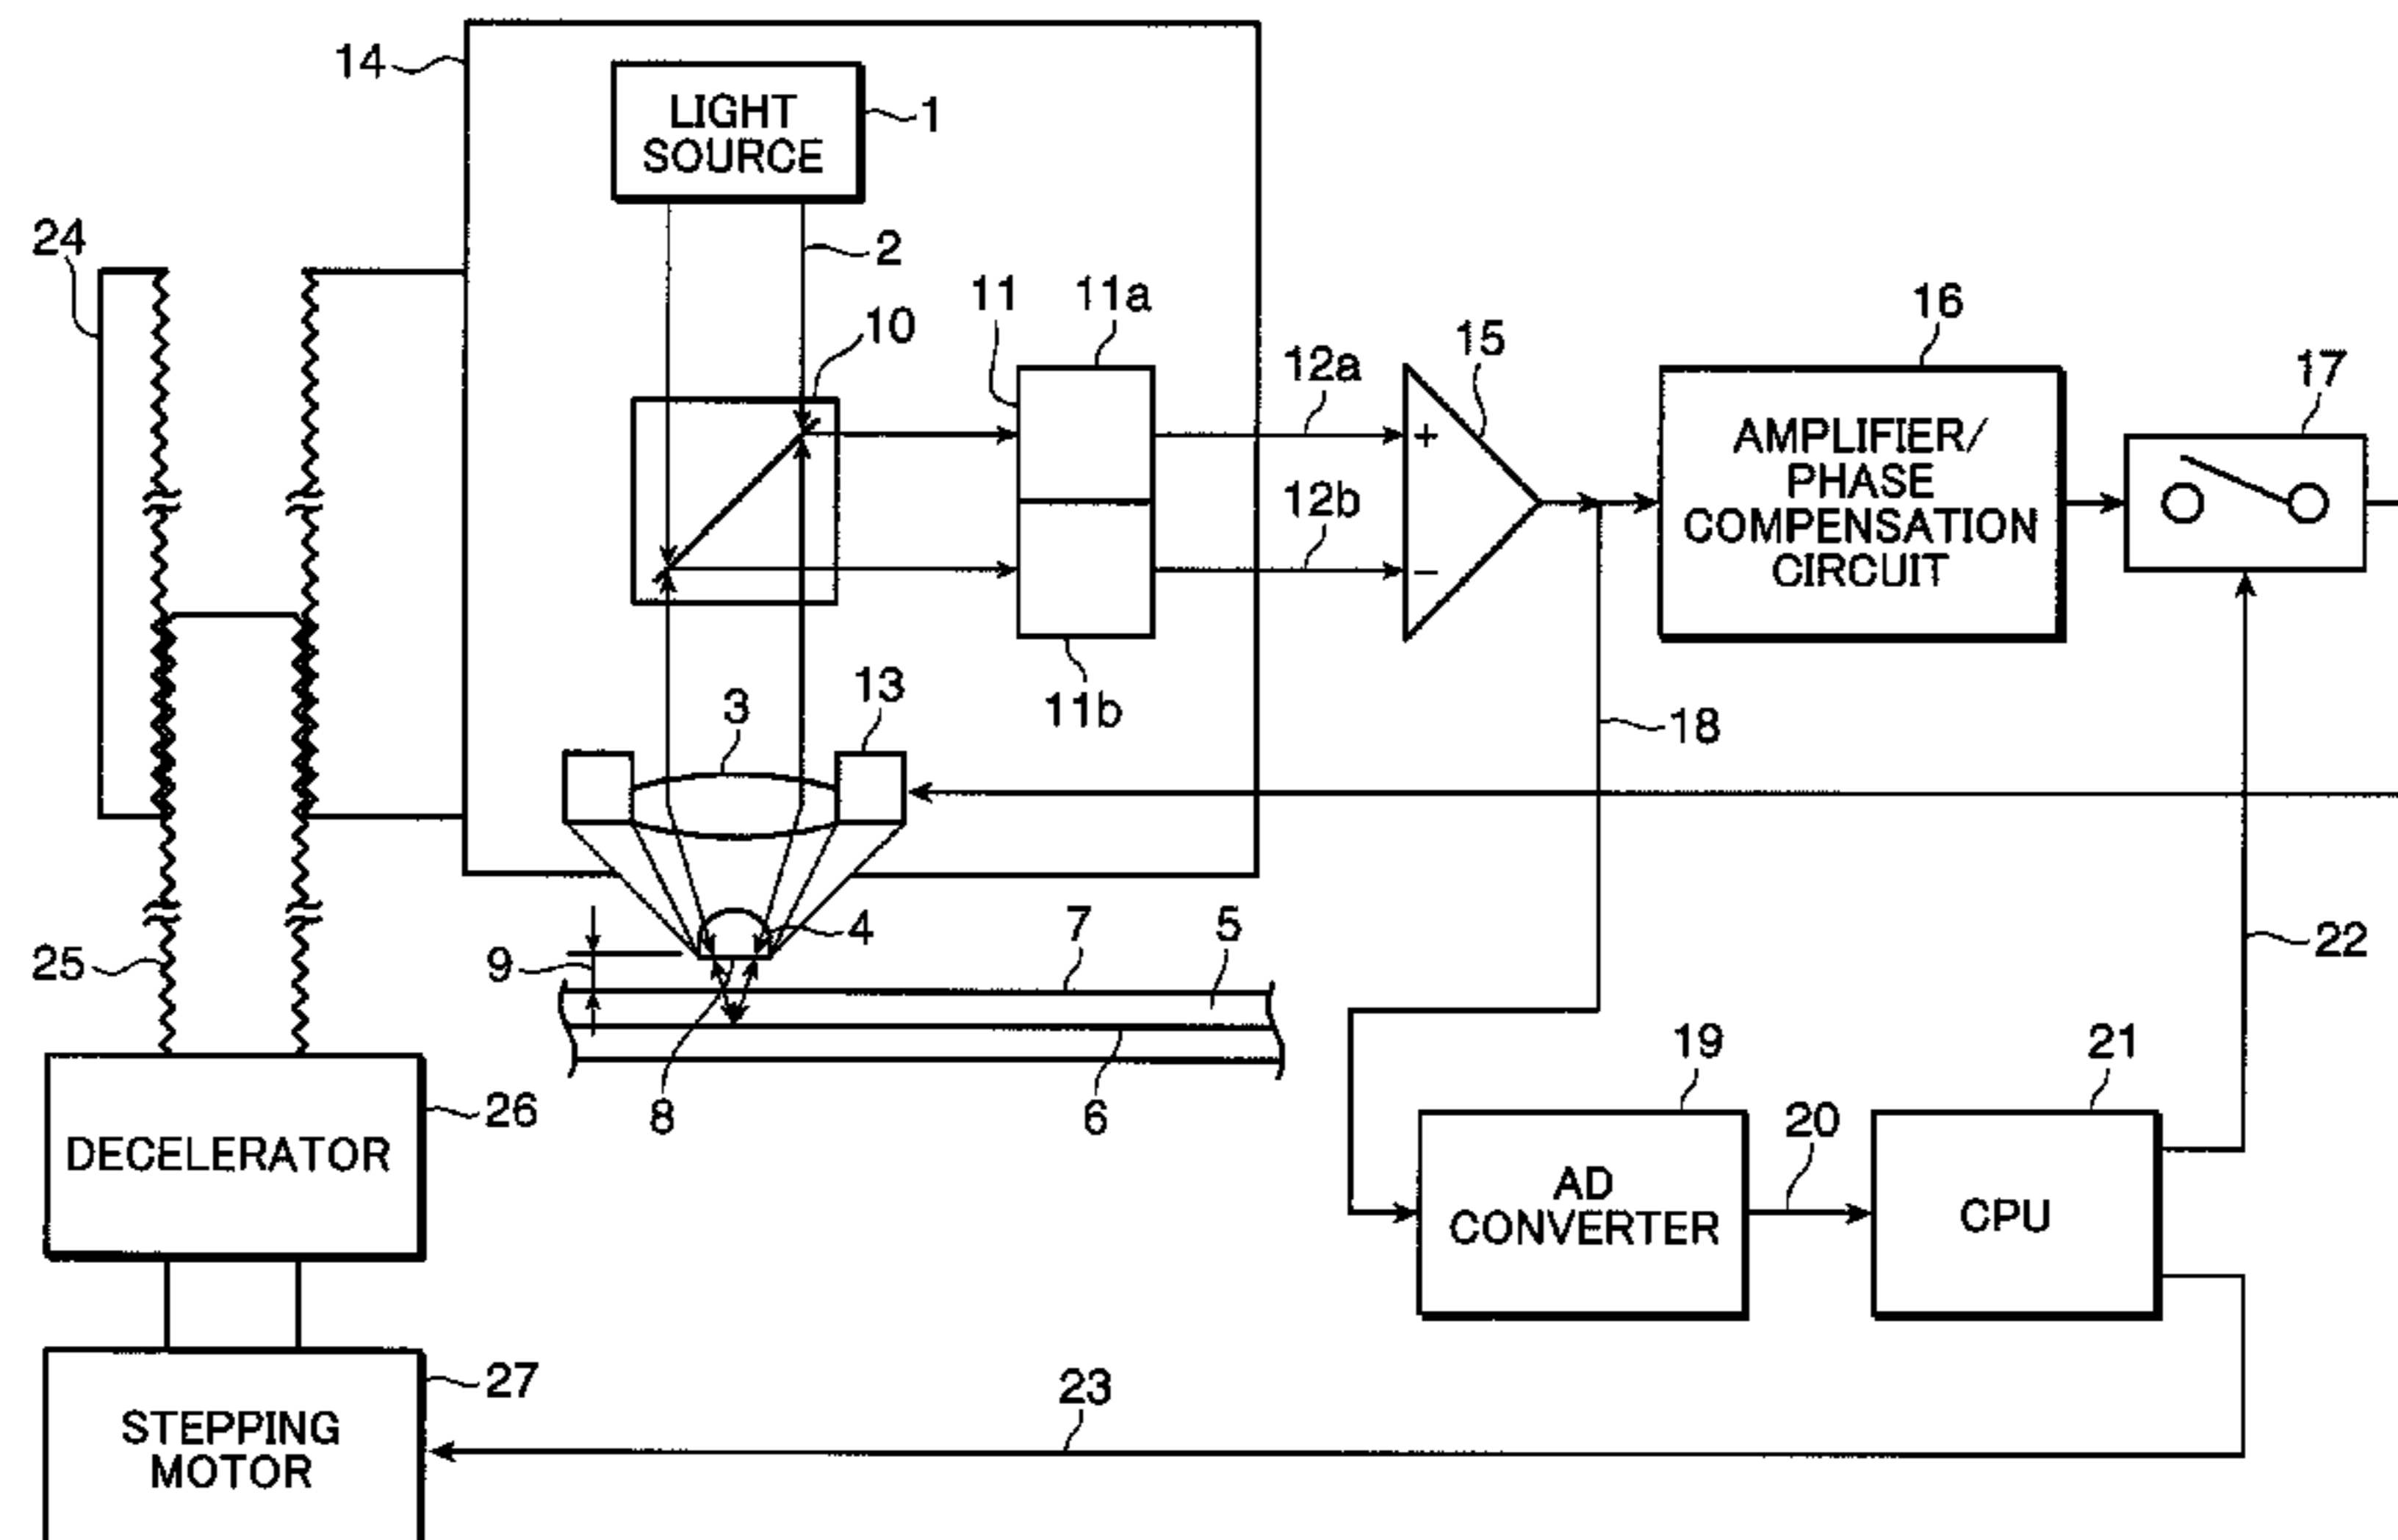 14
LIGHT
SOURCE
1
24
2
10
11
11a
12a
15
16
17
+
AMPLIFIER/
PHASE
COMPENSATION
CIRCUIT
12b
−
11b
3
13
18
4
7
5
9
25
22
8
6
26
DECELERATOR
19
20
21
AD
CONVERTER
CPU
27
STEPPING
MOTOR
23